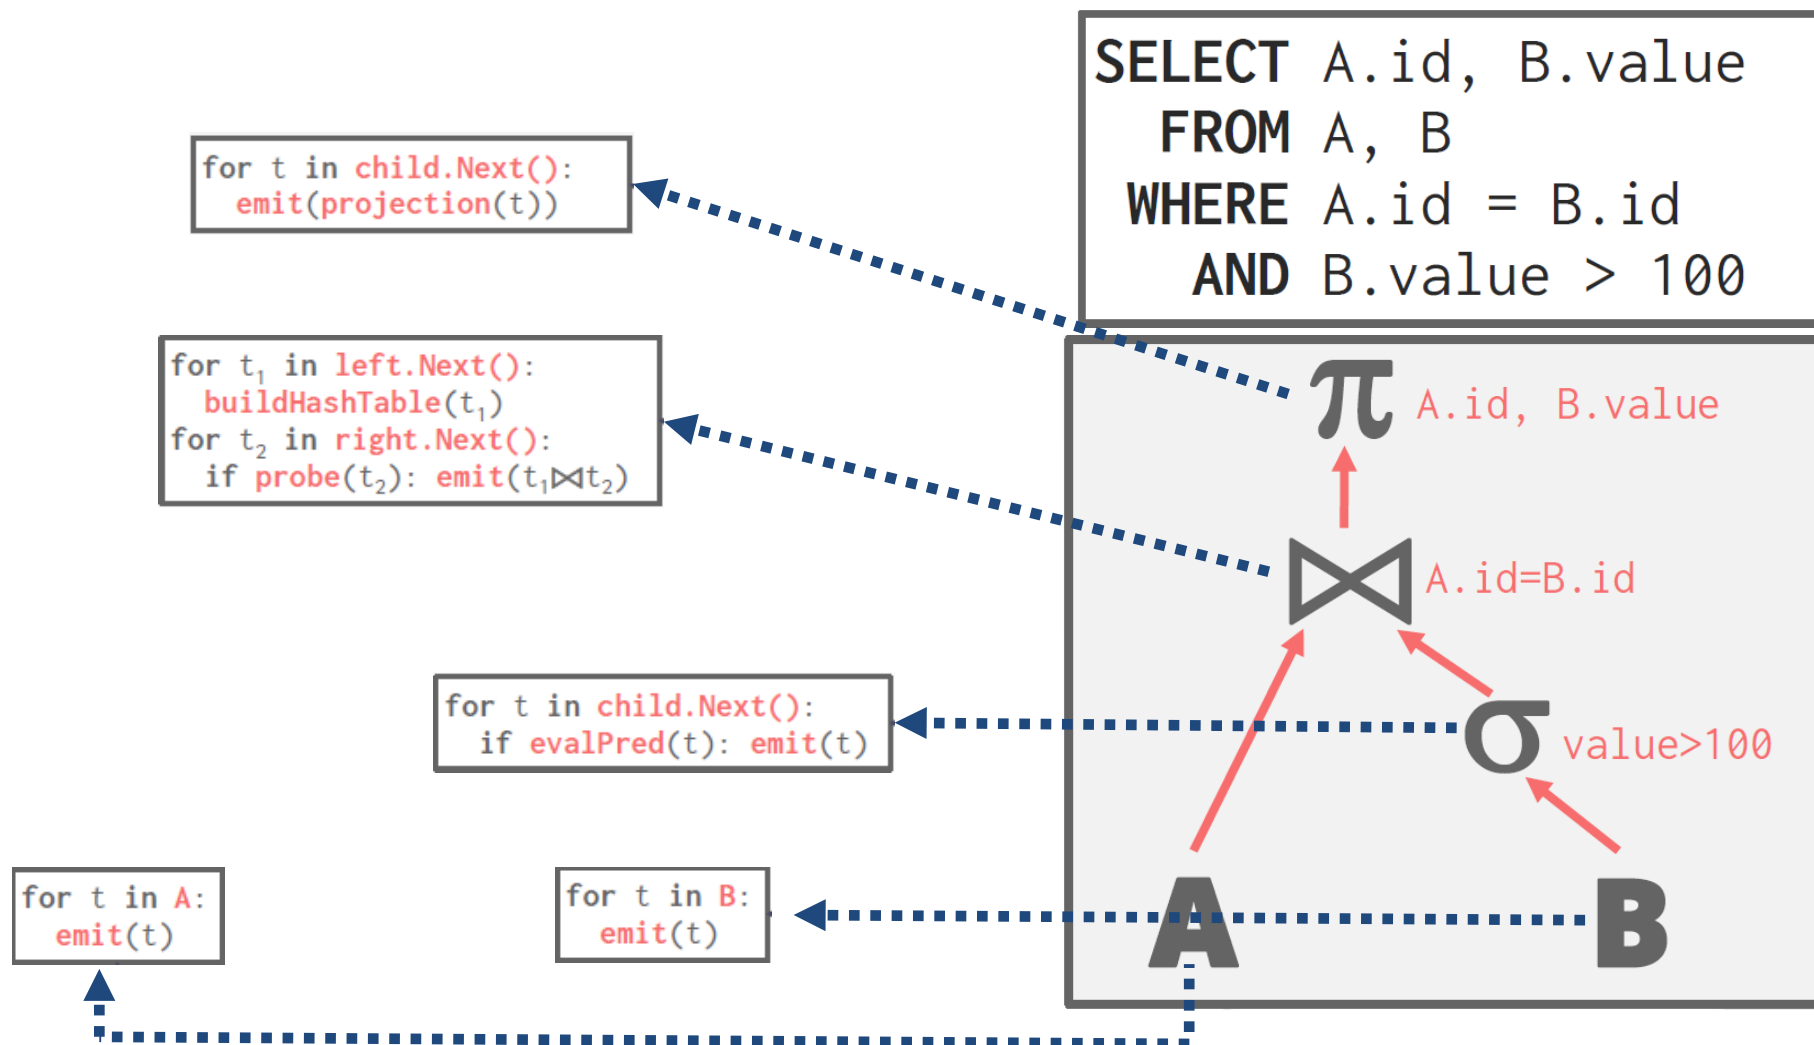 SELECT A.id, B.value
FROM A, B
WHERE A.id = B.id
AND B.value > 100
for t in child.Next():
emit(projection(t))
for t₁ in left.Next():
buildHashTable(t₁)
for t₂ in right.Next():
if probe(t₂): emit(t₁⋈t₂)
for t in child.Next():
if evalPred(t): emit(t)
for t in A:
emit(t)
for t in B:
emit(t)
π A.id, B.value
⋈ A.id=B.id
σ value>100
A
B